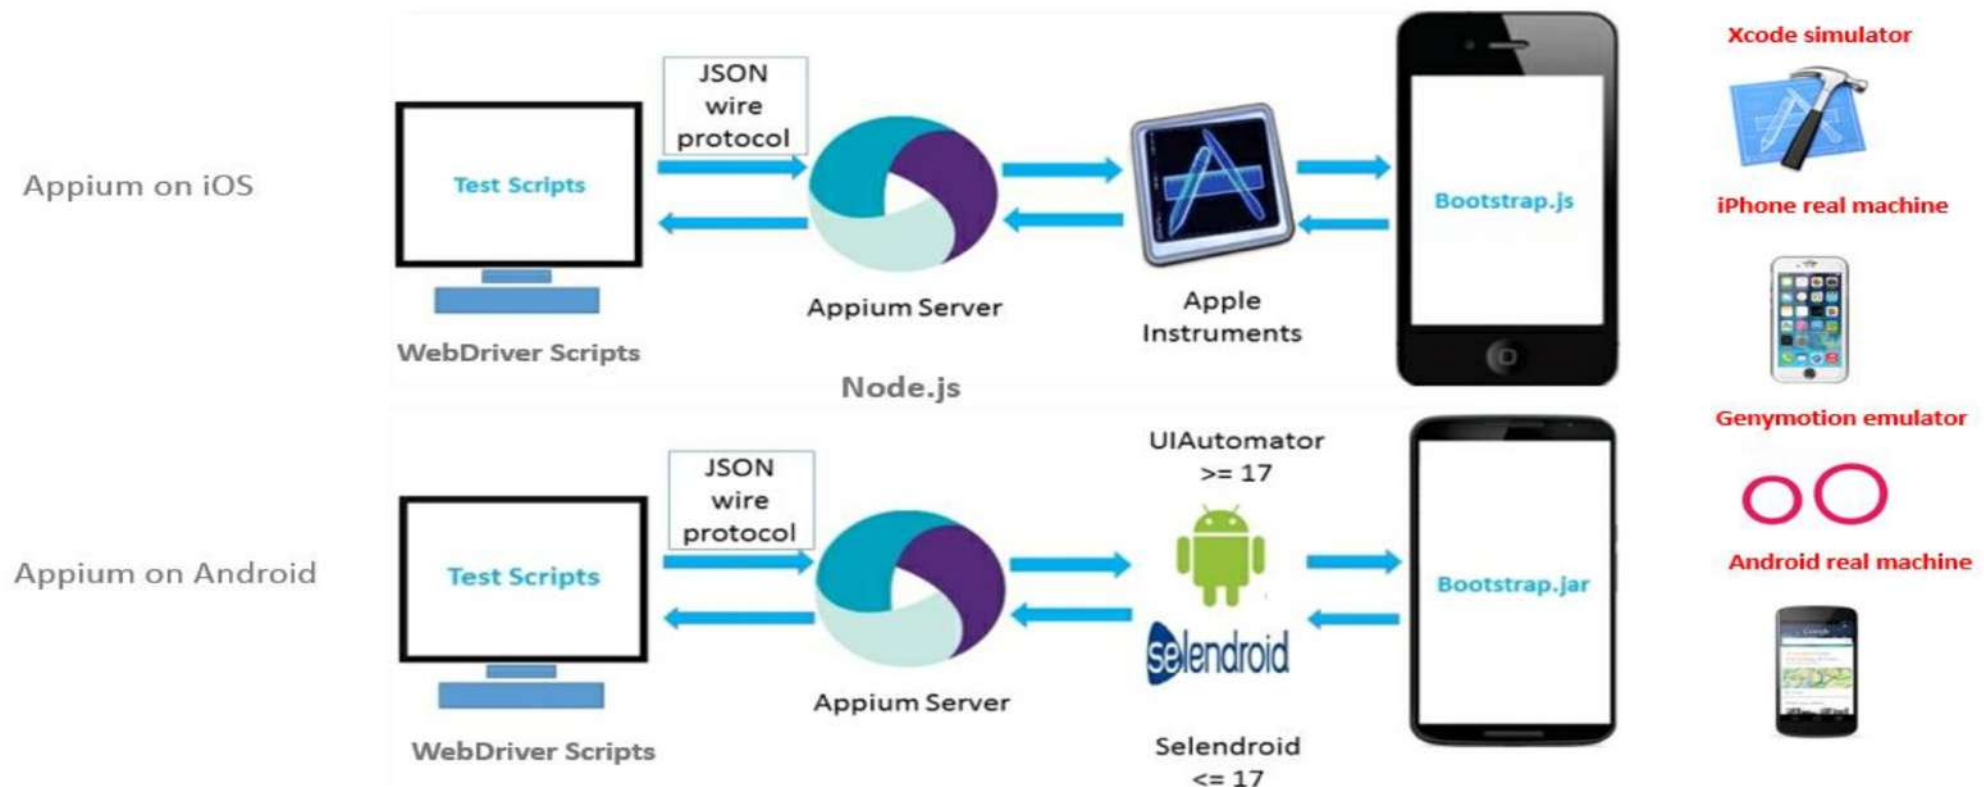 Xcode simulator
JSON
wire
protocol
Appium on iOS
Test Scripts
Bootstrap.js
iPhone real machine
Appium Server
Apple
Instruments
WebDriver Scripts
Node.js
Genymotion emulator
UIAutomator
>= 17
JSON
wire
protocol
Appium on Android
Test Scripts
Bootstrap.jar
Android real machine
selendroid
Appium Server
WebDriver Scripts
Selendroid
<= 17
Google